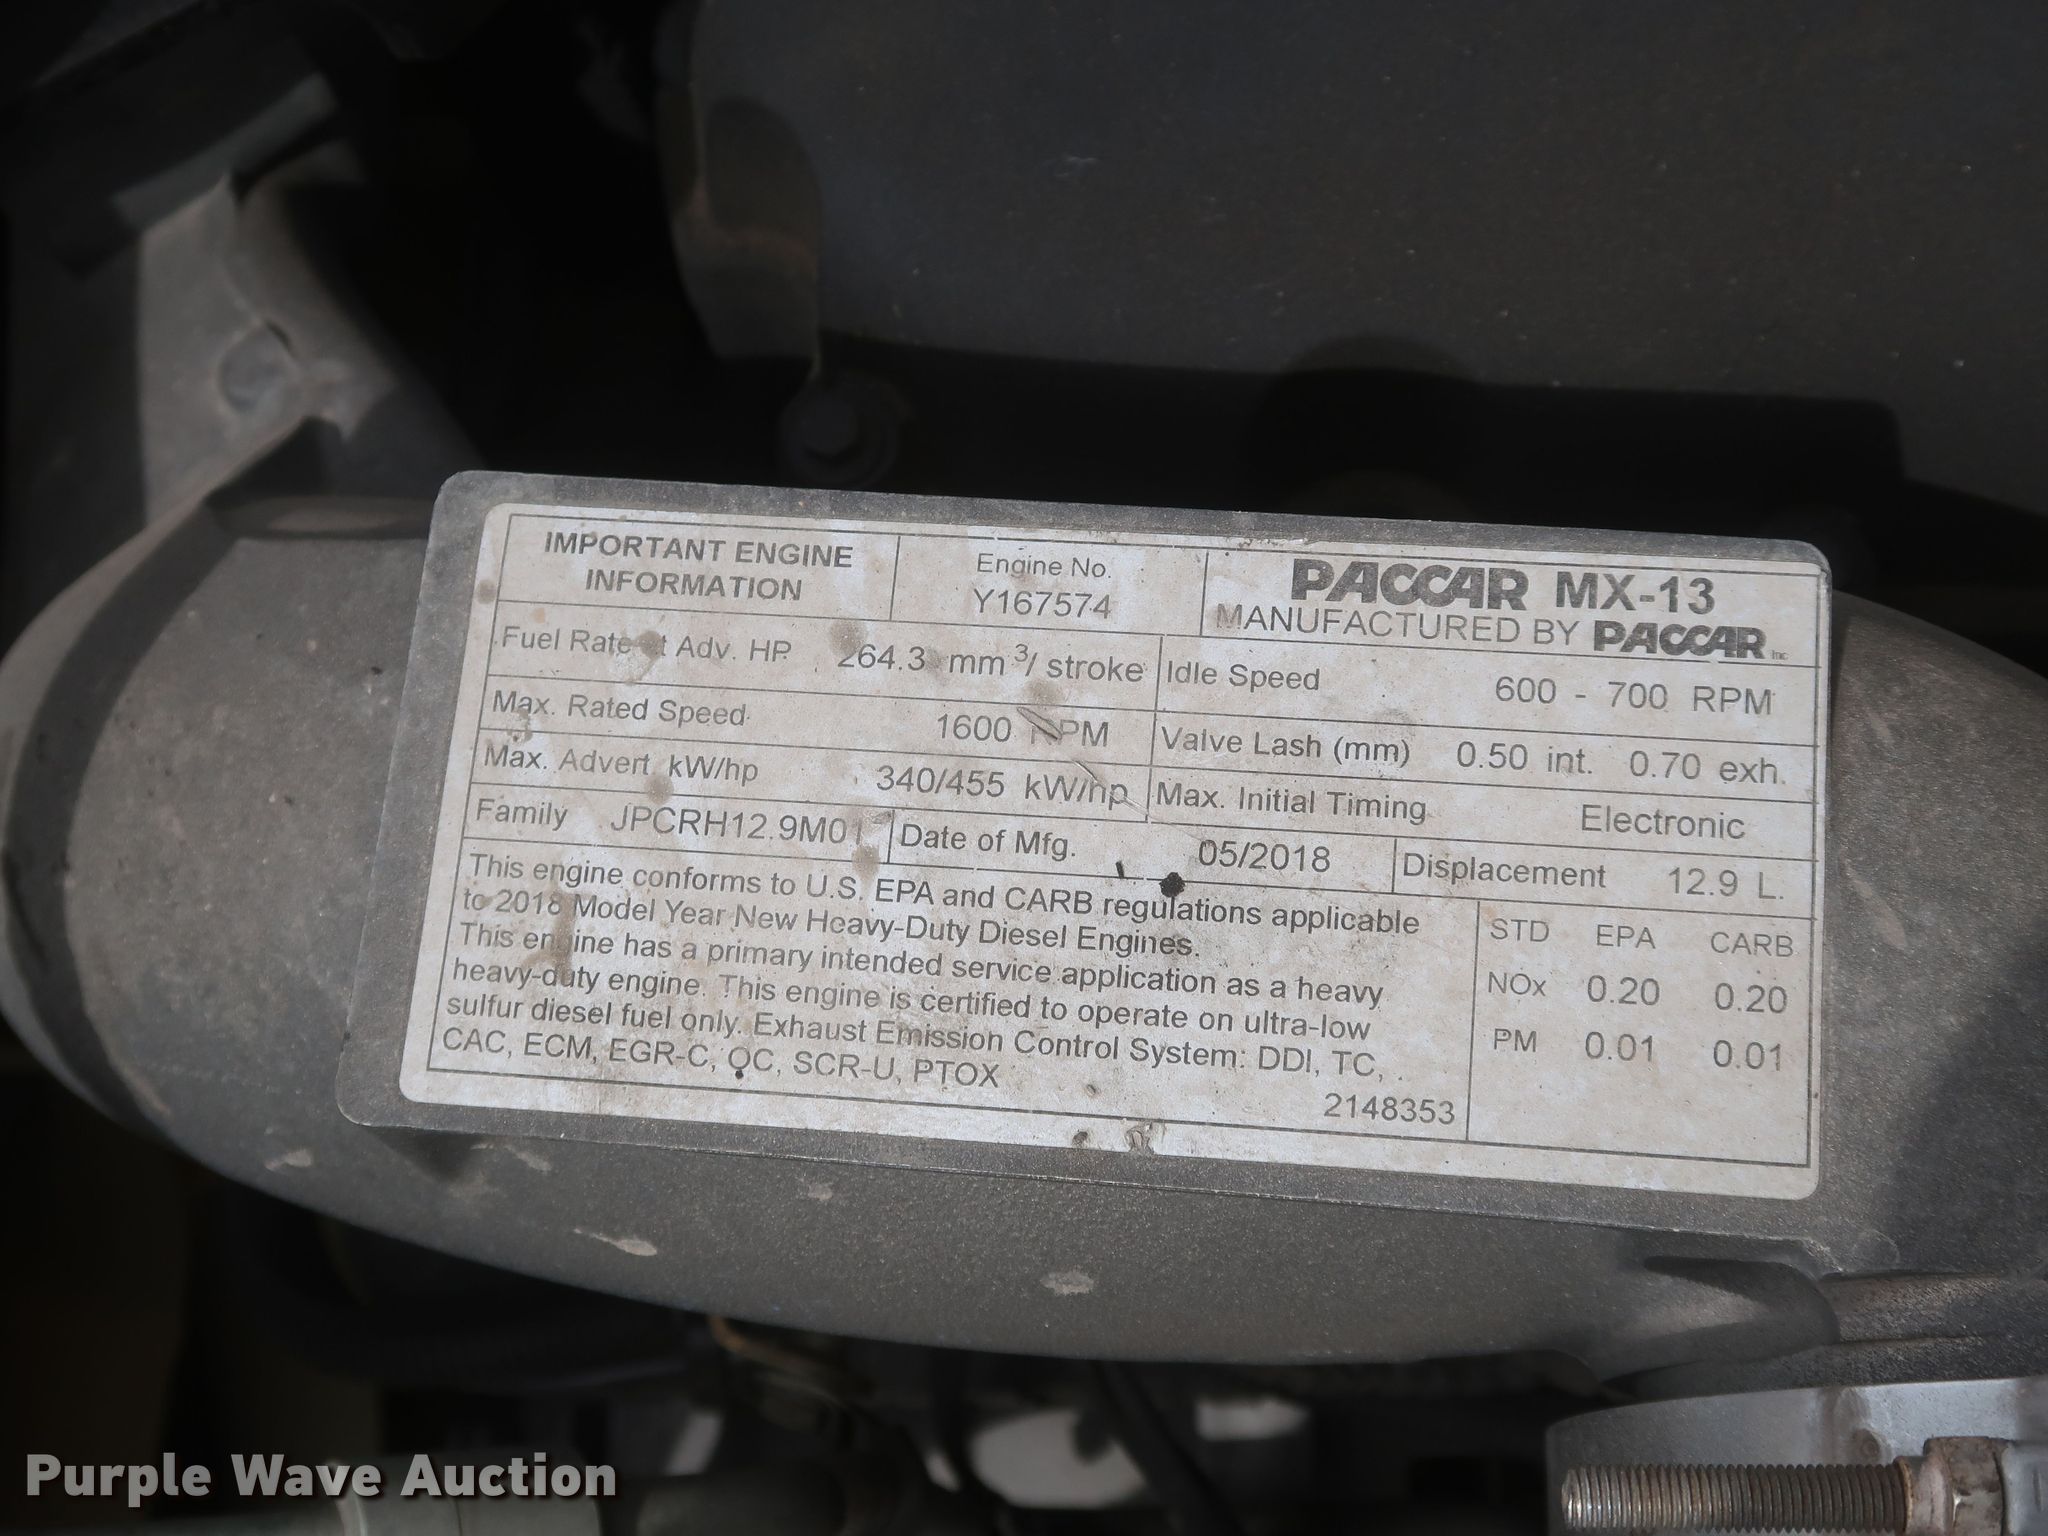 IMPORTANT ENGINE
INFORMATION
Engine No.
Y167574
PACCAR MX-13
MANUFACTURED BY PACCAR Inc
Fuel Rate at Adv. HP 264.3 mm³/ stroke
Idle Speed 600 - 700 RPM
Max. Rated Speed 1600 RPM
Valve Lash (mm) 0.50 int. 0.70 exh.
Max. Advert kW/hp 340/455 kW/hp
Max. Initial Timing Electronic
Family JPCRH12.9M01
Date of Mfg. 05/2018
Displacement 12.9 L.
This engine conforms to U.S. EPA and CARB regulations applicable
to 2018 Model Year New Heavy-Duty Diesel Engines.
This engine has a primary intended service application as a heavy
heavy-duty engine. This engine is certified to operate on ultra-low
sulfur diesel fuel only. Exhaust Emission Control System: DDI, TC,
CAC, ECM, EGR-C, OC, SCR-U, PTOX
2148353
STD EPA CARB
NOx 0.20 0.20
PM 0.01 0.01
Purple Wave Auction